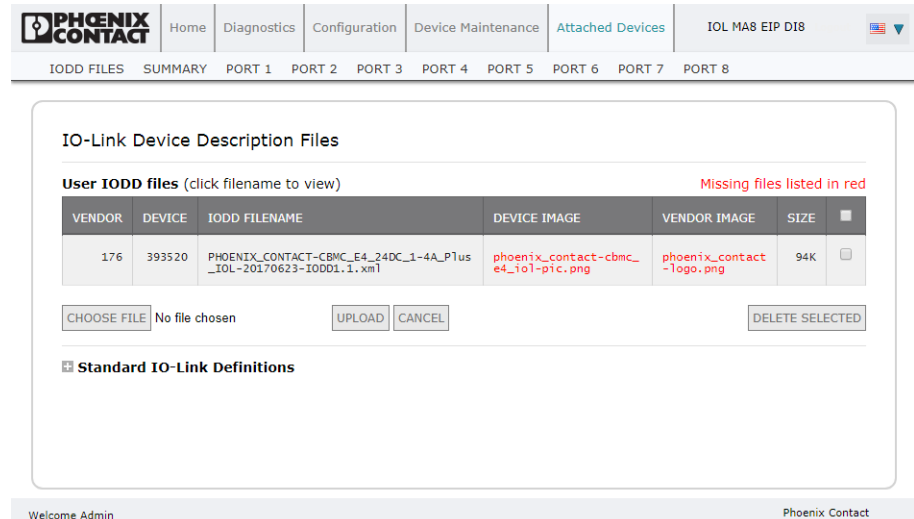 PHŒNIX CONTACT
Home Diagnostics Configuration Device Maintenance Attached Devices IOL MA8 EIP DI8
IODD FILES SUMMARY PORT 1 PORT 2 PORT 3 PORT 4 PORT 5 PORT 6 PORT 7 PORT 8
IO-Link Device Description Files
User IODD files (click filename to view) Missing files listed in red
VENDOR DEVICE IODD FILENAME DEVICE IMAGE VENDOR IMAGE SIZE
176 393520 PHOENIX_CONTACT-CBMC_E4_24DC_1-4A_Plus phoenix_contact-cbmc_ phoenix_contact 94K
_IOL-20170623-IODD1.1.xml e4_iol-pic.png -logo.png
CHOOSE FILE No file chosen UPLOAD CANCEL DELETE SELECTED
Standard IO-Link Definitions
Welcome Admin Phoenix Contact